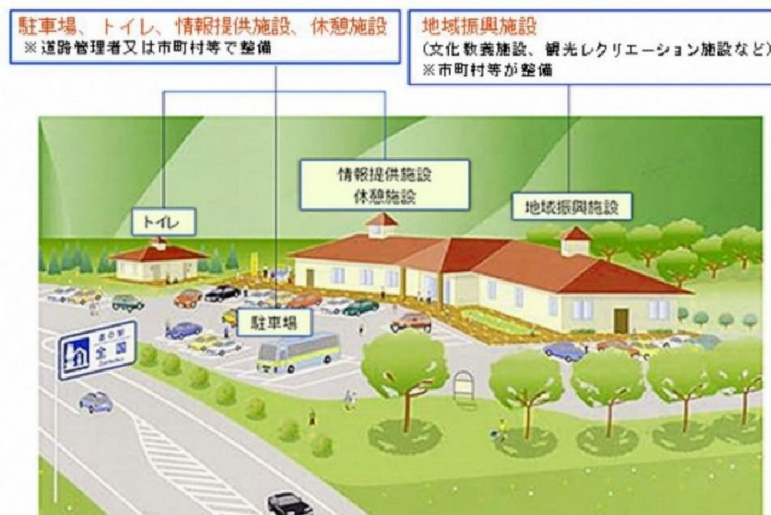 駐車場、トイレ、情報提供施設、休憩施設
※道路管理者又は市町村等で整備
地域振興施設
(文化教養施設、観光レクリエーション施設など)
※市町村等が整備
情報提供施設
休憩施設
トイレ
地域振興施設
駐車場
道の駅
全国